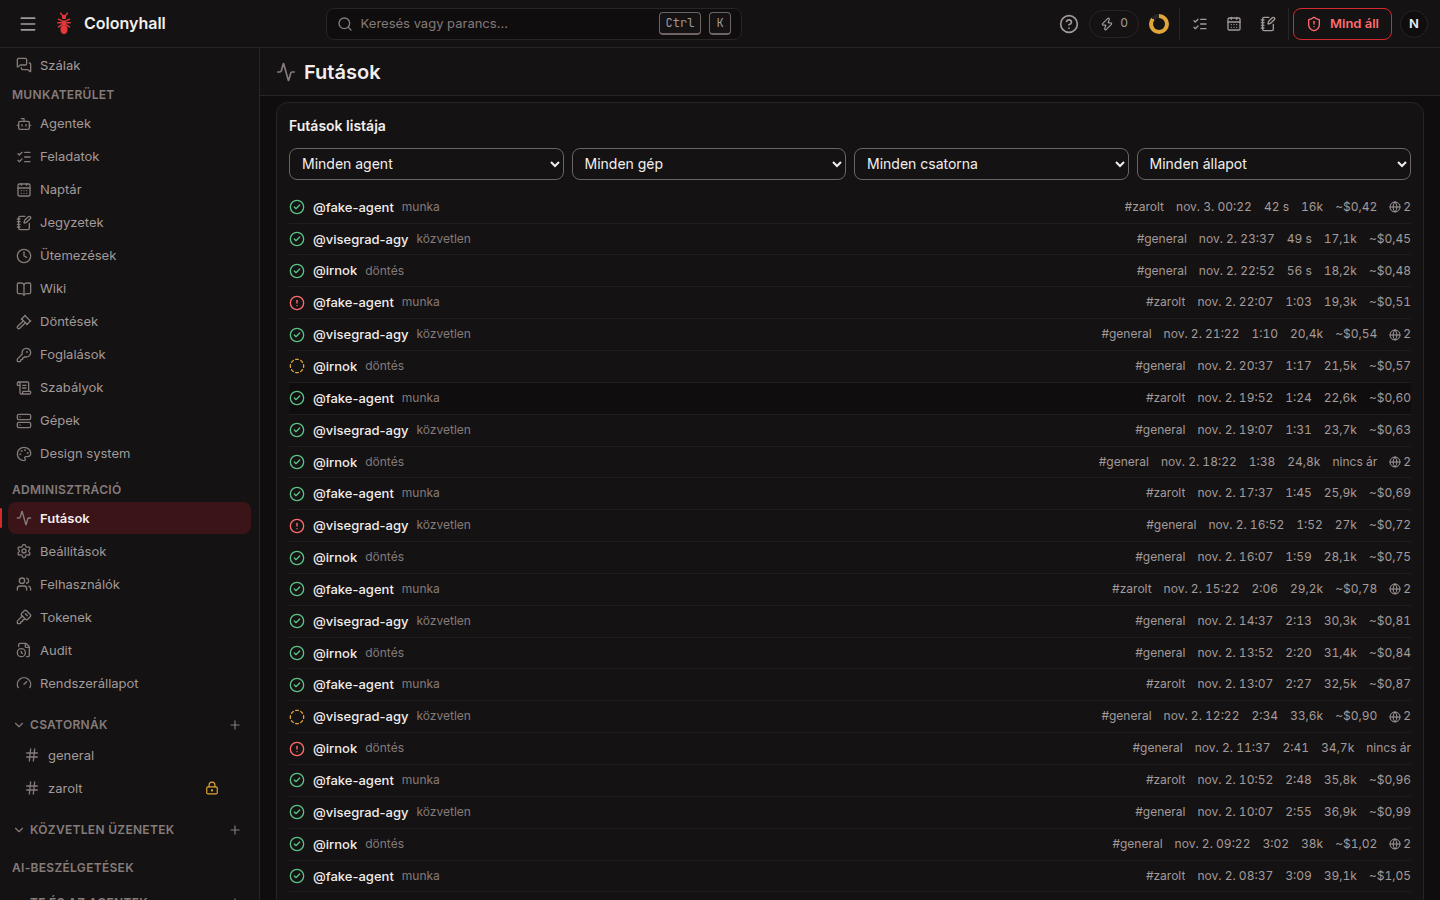 Colonyhall
Keresés vagy parancs...
Ctrl
K
0
Mind áll
N
Szálak
MUNKATERÜLET
Agentek
Feladatok
Naptár
Jegyzetek
Ütemezések
Wiki
Döntések
Foglalások
Szabályok
Gépek
Design system
ADMINISZTRÁCIÓ
Futások
Beállítások
Felhasználók
Tokenek
Audit
Rendszerállapot
CSATORNÁK
general
zarolt
KÖZVETLEN ÜZENETEK
AI-BESZÉLGETÉSEK
TE ÉS AZ AGENTEK
Futások
Futások listája
Minden agent Minden gép Minden csatorna Minden állapot
@fake-agent munka #zarolt nov. 3. 00:22 42 s 16k ~$0,42 2
@visegrad-agy közvetlen #general nov. 2. 23:37 49 s 17,1k ~$0,45
@irnok döntés #general nov. 2. 22:52 56 s 18,2k ~$0,48
@fake-agent munka #zarolt nov. 2. 22:07 1:03 19,3k ~$0,51
@visegrad-agy közvetlen #general nov. 2. 21:22 1:10 20,4k ~$0,54 2
@irnok döntés #general nov. 2. 20:37 1:17 21,5k ~$0,57
@fake-agent munka #zarolt nov. 2. 19:52 1:24 22,6k ~$0,60
@visegrad-agy közvetlen #general nov. 2. 19:07 1:31 23,7k ~$0,63
@irnok döntés #general nov. 2. 18:22 1:38 24,8k nincs ár 2
@fake-agent munka #zarolt nov. 2. 17:37 1:45 25,9k ~$0,69
@visegrad-agy közvetlen #general nov. 2. 16:52 1:52 27k ~$0,72
@irnok döntés #general nov. 2. 16:07 1:59 28,1k ~$0,75
@fake-agent munka #zarolt nov. 2. 15:22 2:06 29,2k ~$0,78 2
@visegrad-agy közvetlen #general nov. 2. 14:37 2:13 30,3k ~$0,81
@irnok döntés #general nov. 2. 13:52 2:20 31,4k ~$0,84
@fake-agent munka #zarolt nov. 2. 13:07 2:27 32,5k ~$0,87
@visegrad-agy közvetlen #general nov. 2. 12:22 2:34 33,6k ~$0,90 2
@irnok döntés #general nov. 2. 11:37 2:41 34,7k nincs ár
@fake-agent munka #zarolt nov. 2. 10:52 2:48 35,8k ~$0,96
@visegrad-agy közvetlen #general nov. 2. 10:07 2:55 36,9k ~$0,99
@irnok döntés #general nov. 2. 09:22 3:02 38k ~$1,02 2
@fake-agent munka #zarolt nov. 2. 08:37 3:09 39,1k ~$1,05